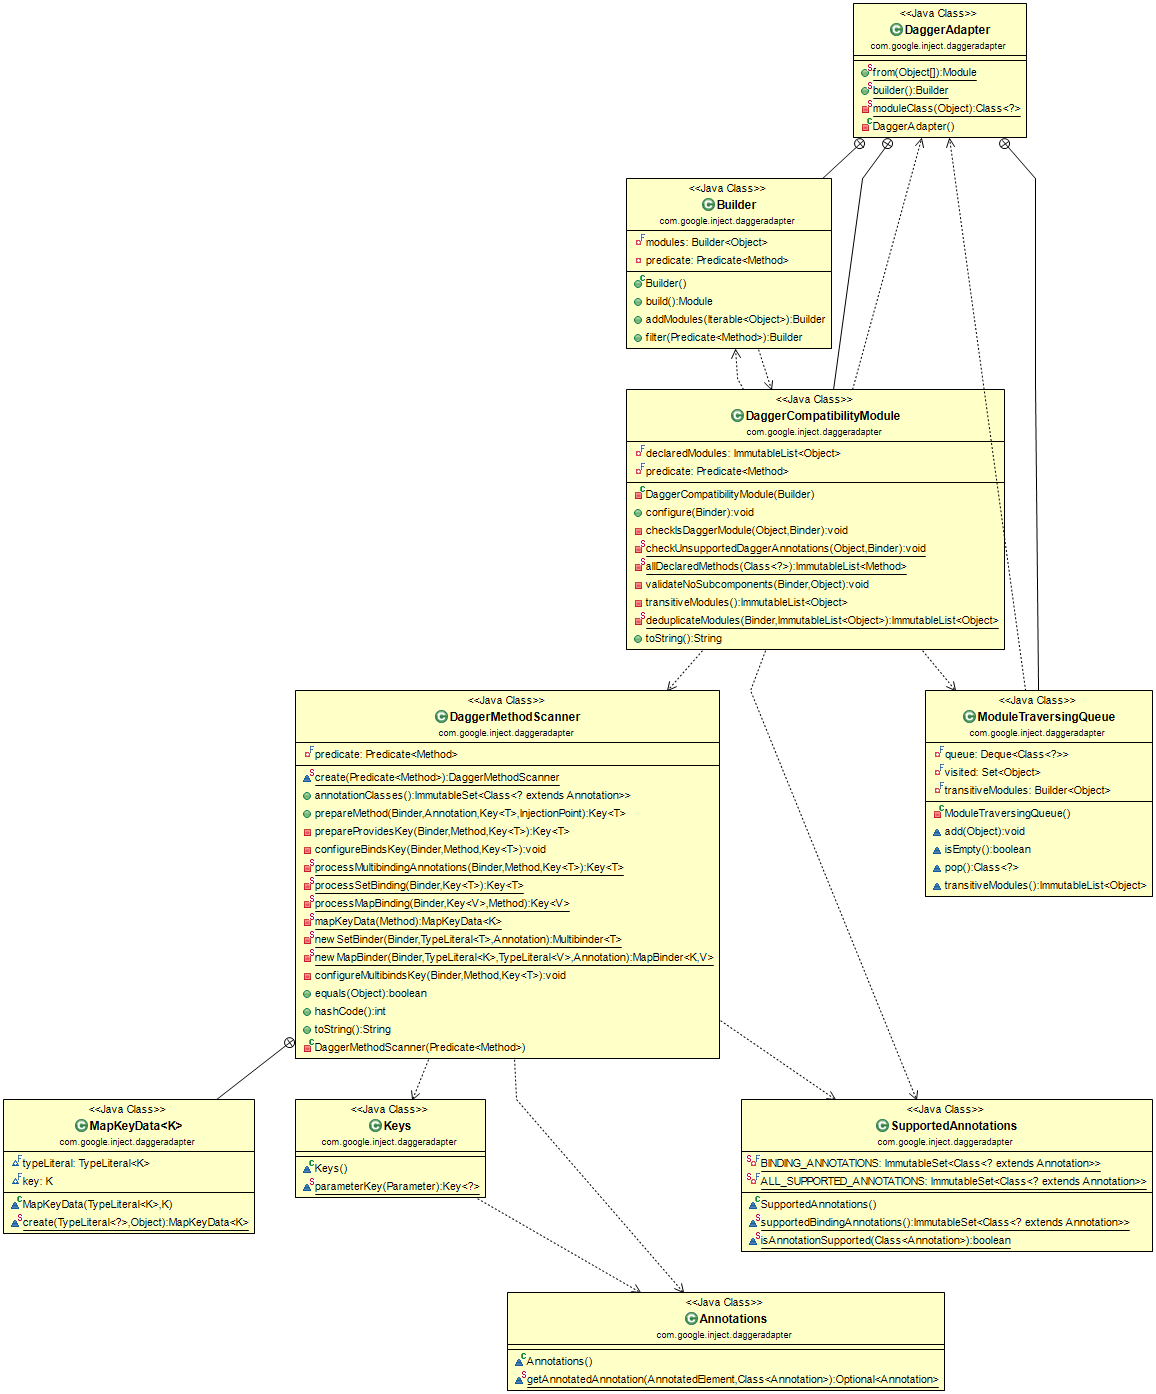 <<Java Class>>
DaggerAdapter
com.google.inject.daggeradapter
from(Object[]):Module
builder():Builder
moduleClass(Object):Class<?>
DaggerAdapter()
<<Java Class>>
Builder
com.google.inject.daggeradapter
modules: Builder<Object>
predicate: Predicate<Method>
Builder()
build():Module
addModules(Iterable<Object>):Builder
filter(Predicate<Method>):Builder
<<Java Class>>
DaggerCompatibilityModule
com.google.inject.daggeradapter
declaredModules: ImmutableList<Object>
predicate: Predicate<Method>
DaggerCompatibilityModule(Builder)
configure(Binder):void
checkIsDaggerModule(Object,Binder):void
checkUnsupportedDaggerAnnotations(Object,Binder):void
allDeclaredMethods(Class<?>):ImmutableList<Method>
validateNoSubcomponents(Binder,Object):void
transitiveModules():ImmutableList<Object>
deduplicateModules(Binder,ImmutableList<Object>):ImmutableList<Object>
toString():String
<<Java Class>>
DaggerMethodScanner
com.google.inject.daggeradapter
predicate: Predicate<Method>
create(Predicate<Method>):DaggerMethodScanner
annotationClasses():ImmutableSet<Class<? extends Annotation>>
prepareMethod(Binder,Annotation,Key<T>,InjectionPoint):Key<T>
prepareProvidesKey(Binder,Method,Key<T>):Key<T>
configureBindsKey(Binder,Method,Key<T>):void
processMultibindingAnnotations(Binder,Method,Key<T>):Key<T>
processSetBinding(Binder,Key<T>):Key<T>
processMapBinding(Binder,Key<V>,Method):Key<V>
mapKeyData(Method):MapKeyData<K>
new SetBinder(Binder,TypeLiteral<T>,Annotation):Multibinder<T>
new MapBinder(Binder,TypeLiteral<K>,TypeLiteral<V>,Annotation):MapBinder<K,V>
configureMultibindsKey(Binder,Method,Key<T>):void
equals(Object):boolean
hashCode():int
toString():String
DaggerMethodScanner(Predicate<Method>)
<<Java Class>>
ModuleTraversingQueue
com.google.inject.daggeradapter
queue: Deque<Class<?>>
visited: Set<Object>
transitiveModules: Builder<Object>
ModuleTraversingQueue()
add(Object):void
isEmpty():boolean
pop():Class<?>
transitiveModules():ImmutableList<Object>
<<Java Class>>
MapKeyData<K>
com.google.inject.daggeradapter
typeLiteral: TypeLiteral<K>
key: K
MapKeyData(TypeLiteral<K>,K)
create(TypeLiteral<?>,Object):MapKeyData<K>
<<Java Class>>
Keys
com.google.inject.daggeradapter
Keys()
parameterKey(Parameter):Key<?>
<<Java Class>>
SupportedAnnotations
com.google.inject.daggeradapter
BINDING_ANNOTATIONS: ImmutableSet<Class<? extends Annotation>>
ALL_SUPPORTED_ANNOTATIONS: ImmutableSet<Class<? extends Annotation>>
SupportedAnnotations()
supportedBindingAnnotations():ImmutableSet<Class<? extends Annotation>>
isAnnotationSupported(Class<Annotation>):boolean
<<Java Class>>
Annotations
com.google.inject.daggeradapter
Annotations()
getAnnotatedAnnotation(AnnotatedElement,Class<Annotation>):Optional<Annotation>